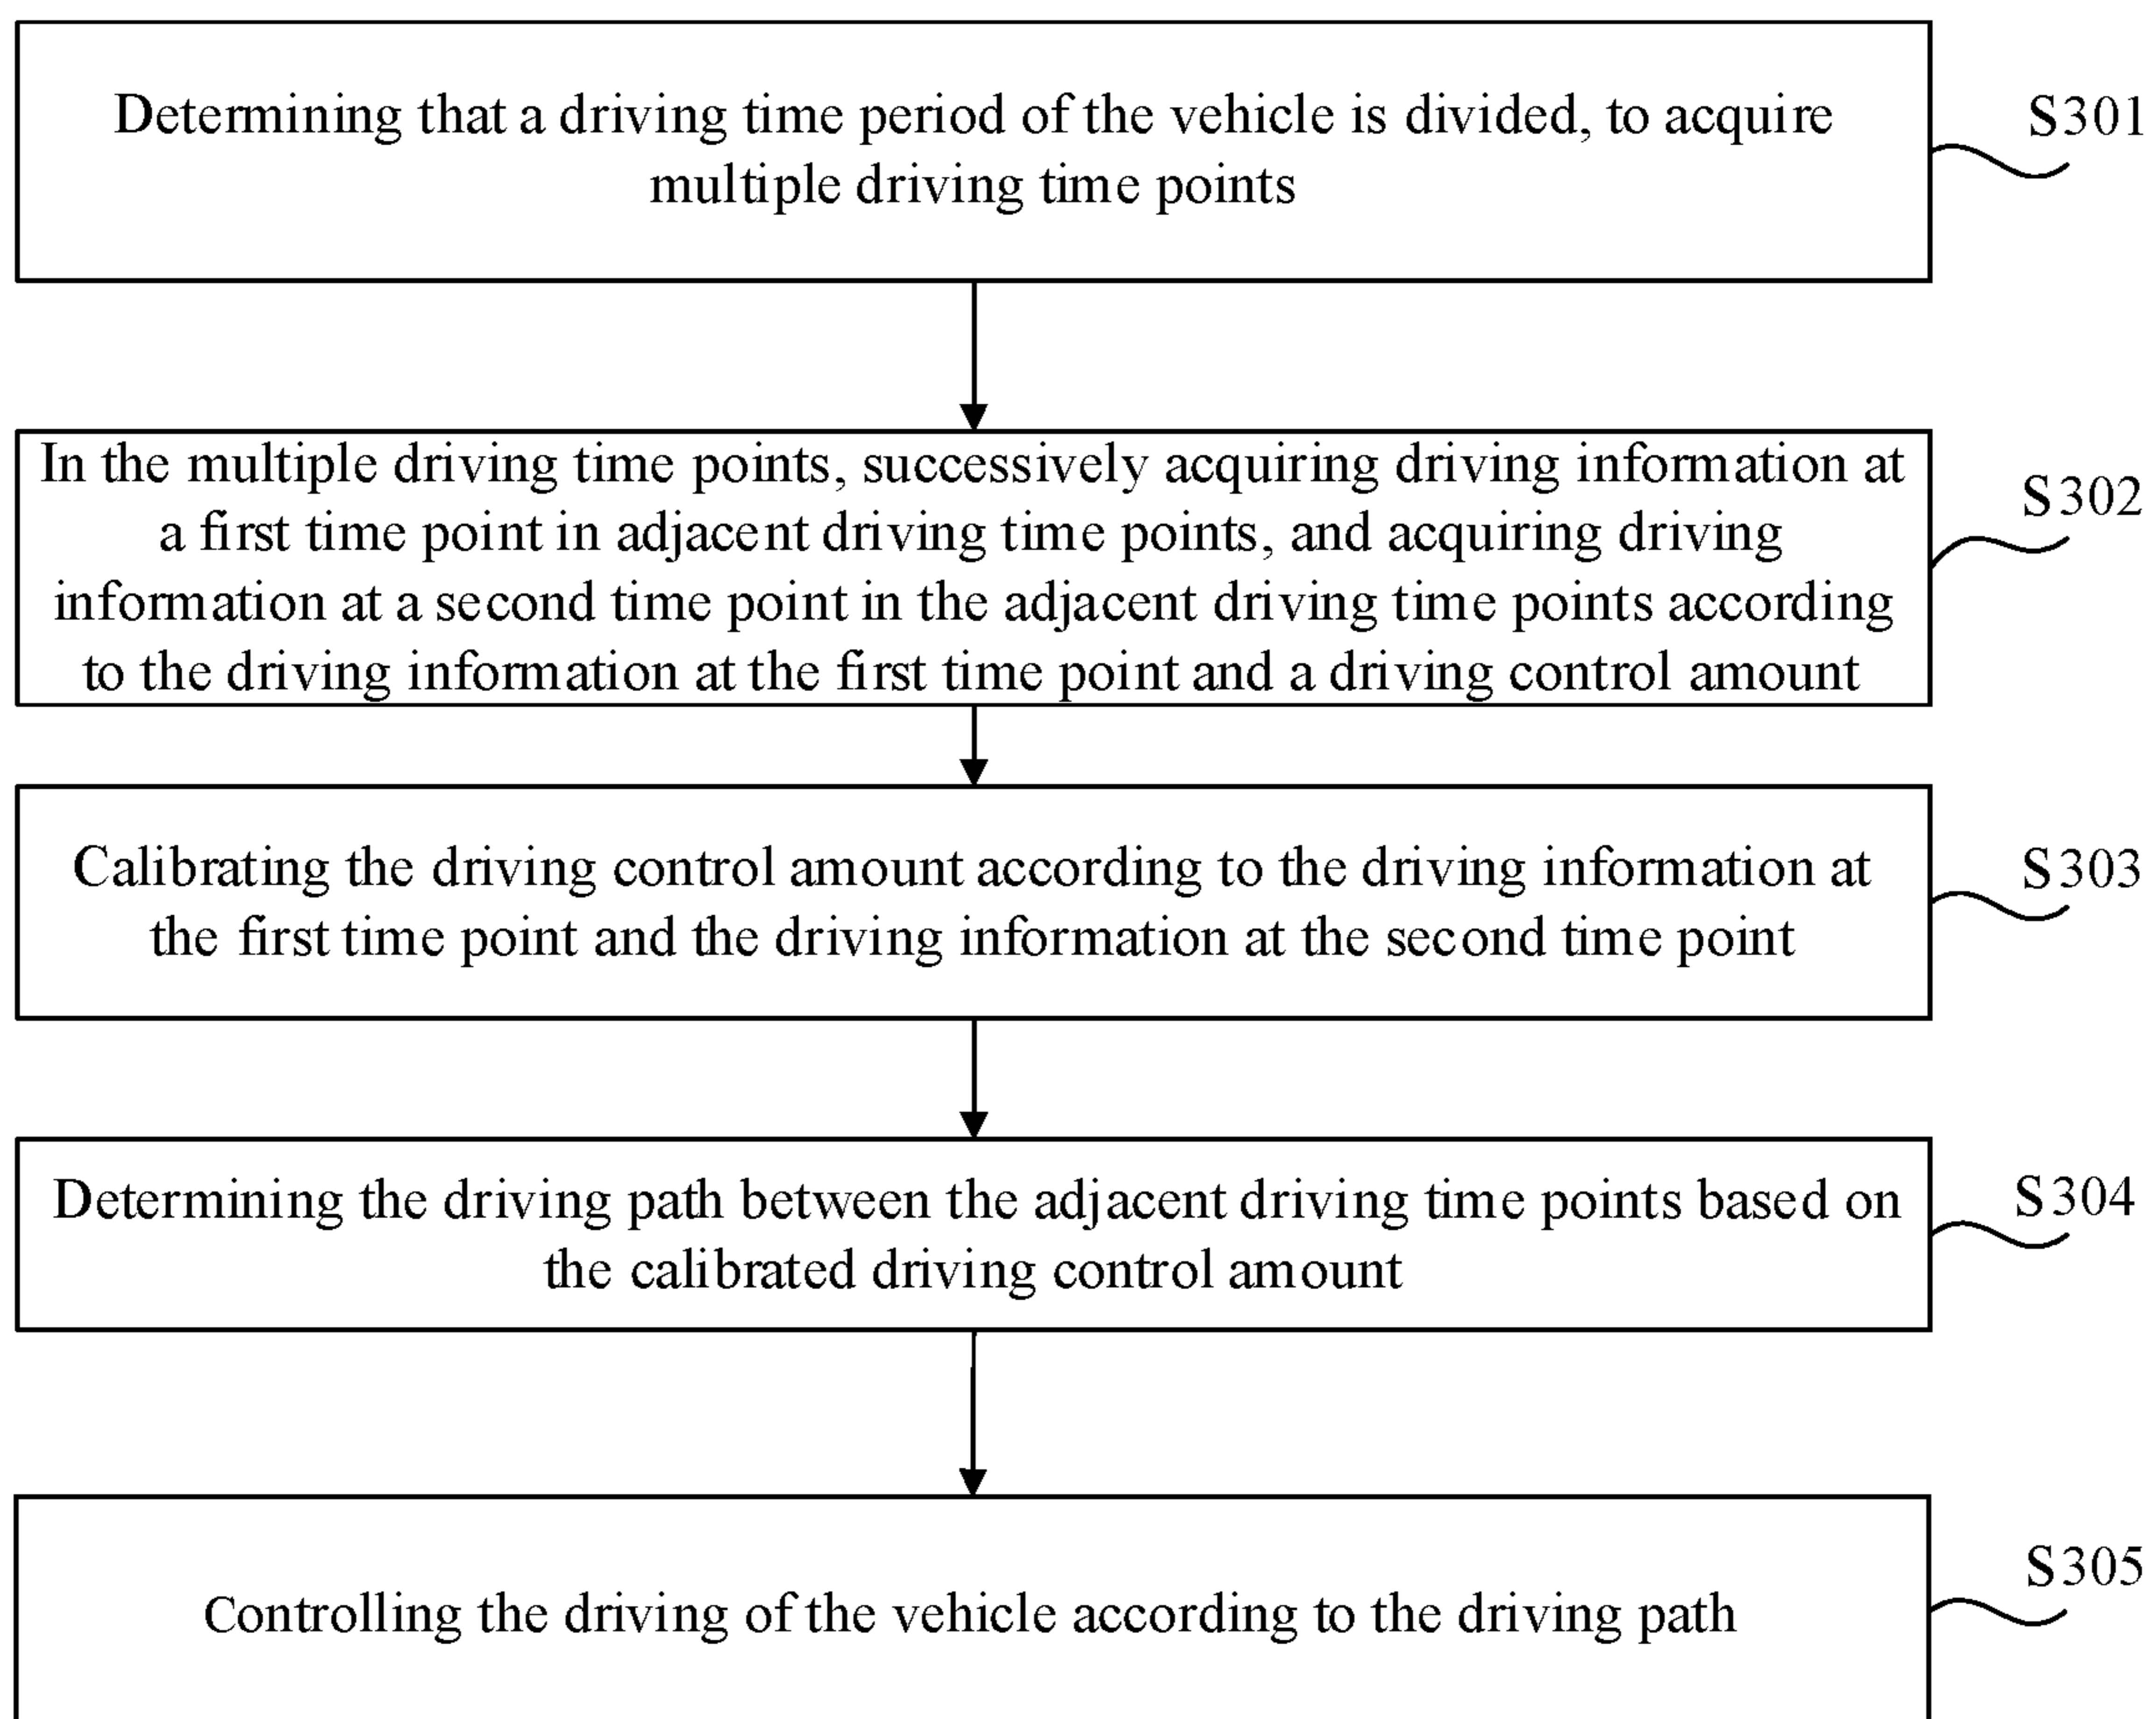 Determining that a driving time period of the vehicle is divided, to acquire
multiple driving time points
S301
In the multiple driving time points, successively acquiring driving information at
a first time point in adjacent driving time points, and acquiring driving
information at a second time point in the adjacent driving time points according
to the driving information at the first time point and a driving control amount
S302
Calibrating the driving control amount according to the driving information at
the first time point and the driving information at the second time point
S303
Determining the driving path between the adjacent driving time points based on
the calibrated driving control amount
S304
Controlling the driving of the vehicle according to the driving path
S305